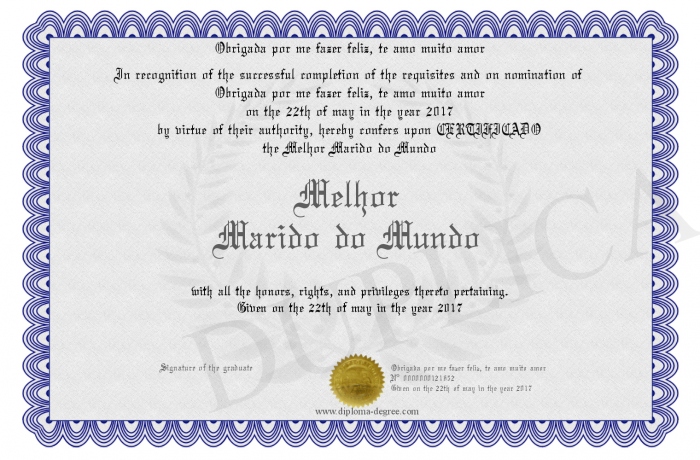 Obrigada por me fazer feliz, te amo muito amor
In recognition of the successful completion of the requisites and on nomination of
Obrigada por me fazer feliz, te amo muito amor
on the 22th of may in the year 2017
by virtue of their authority, hereby confers upon CERTIFICADO
the Melhor Marido do Mundo
Melhor
Marido do Mundo
with all the honors, rights, and privileges thereto pertaining.
Given on the 22th of may in the year 2017
DUPLICA
Signature of the graduate
Obrigada por me fazer feliz, te amo muito amor
Nº 0000000121852
Given on the 22th of may in the year 2017
www.diploma-degree.com